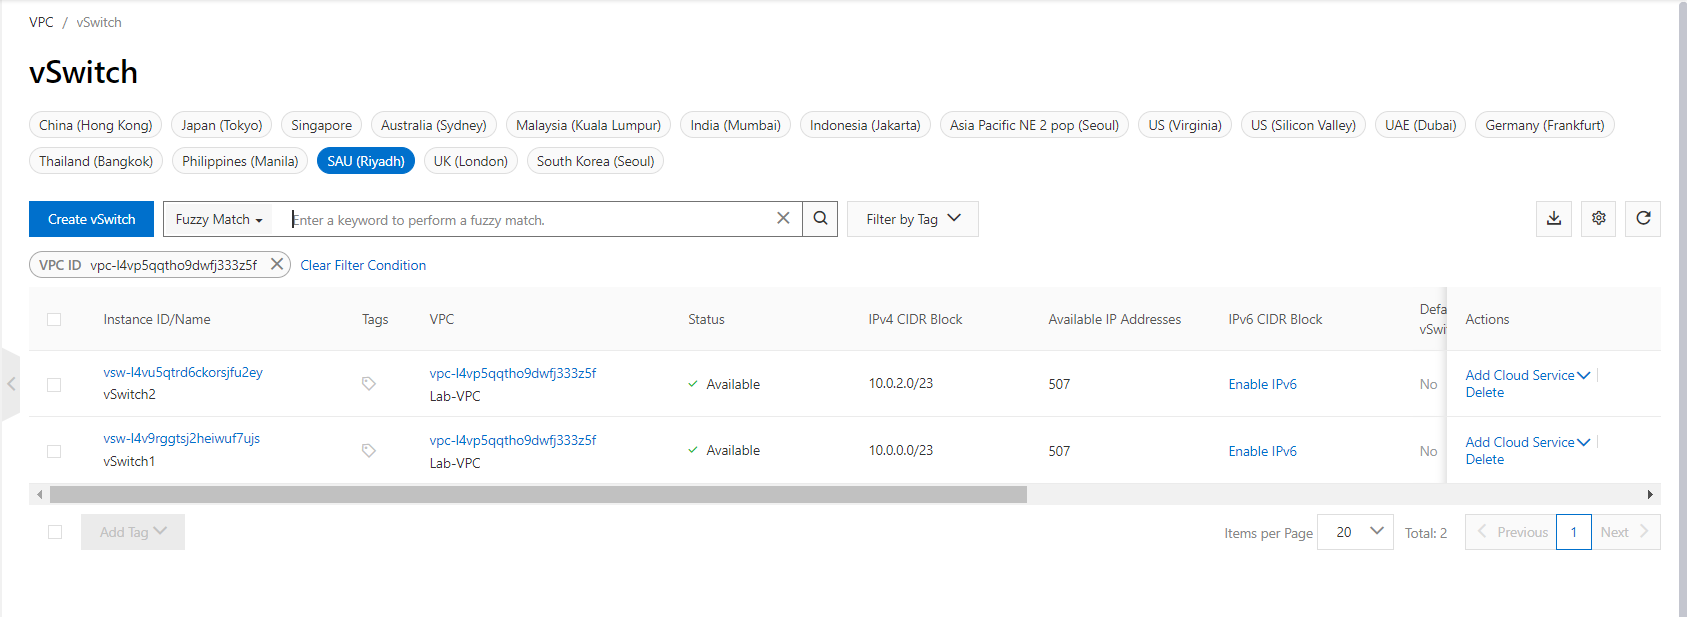 VPC / vSwitch
vSwitch
China (Hong Kong) Japan (Tokyo) Singapore Australia (Sydney) Malaysia (Kuala Lumpur) India (Mumbai) Indonesia (Jakarta) Asia Pacific NE 2 pop (Seoul) US (Virginia) US (Silicon Valley) UAE (Dubai) Germany (Frankfurt)
Thailand (Bangkok) Philippines (Manila) SAU (Riyadh) UK (London) South Korea (Seoul)
Create vSwitch Fuzzy Match Enter a keyword to perform a fuzzy match. Filter by Tag
VPC ID vpc-l4vp5qqtho9dwfj333z5f Clear Filter Condition
Instance ID/Name Tags VPC Status IPv4 CIDR Block Available IP Addresses IPv6 CIDR Block Defa Actions
vSwi
vsw-l4vu5qtrd6ckorsjfu2ey vpc-l4vp5qqtho9dwfj333z5f Available 10.0.2.0/23 507 Enable IPv6 No Add Cloud Service
vSwitch2 Lab-VPC Delete
vsw-l4v9rggtsj2heiwuf7ujs vpc-l4vp5qqtho9dwfj333z5f Available 10.0.0.0/23 507 Enable IPv6 No Add Cloud Service
vSwitch1 Lab-VPC Delete
Add Tag Items per Page 20 Total: 2 Previous 1 Next